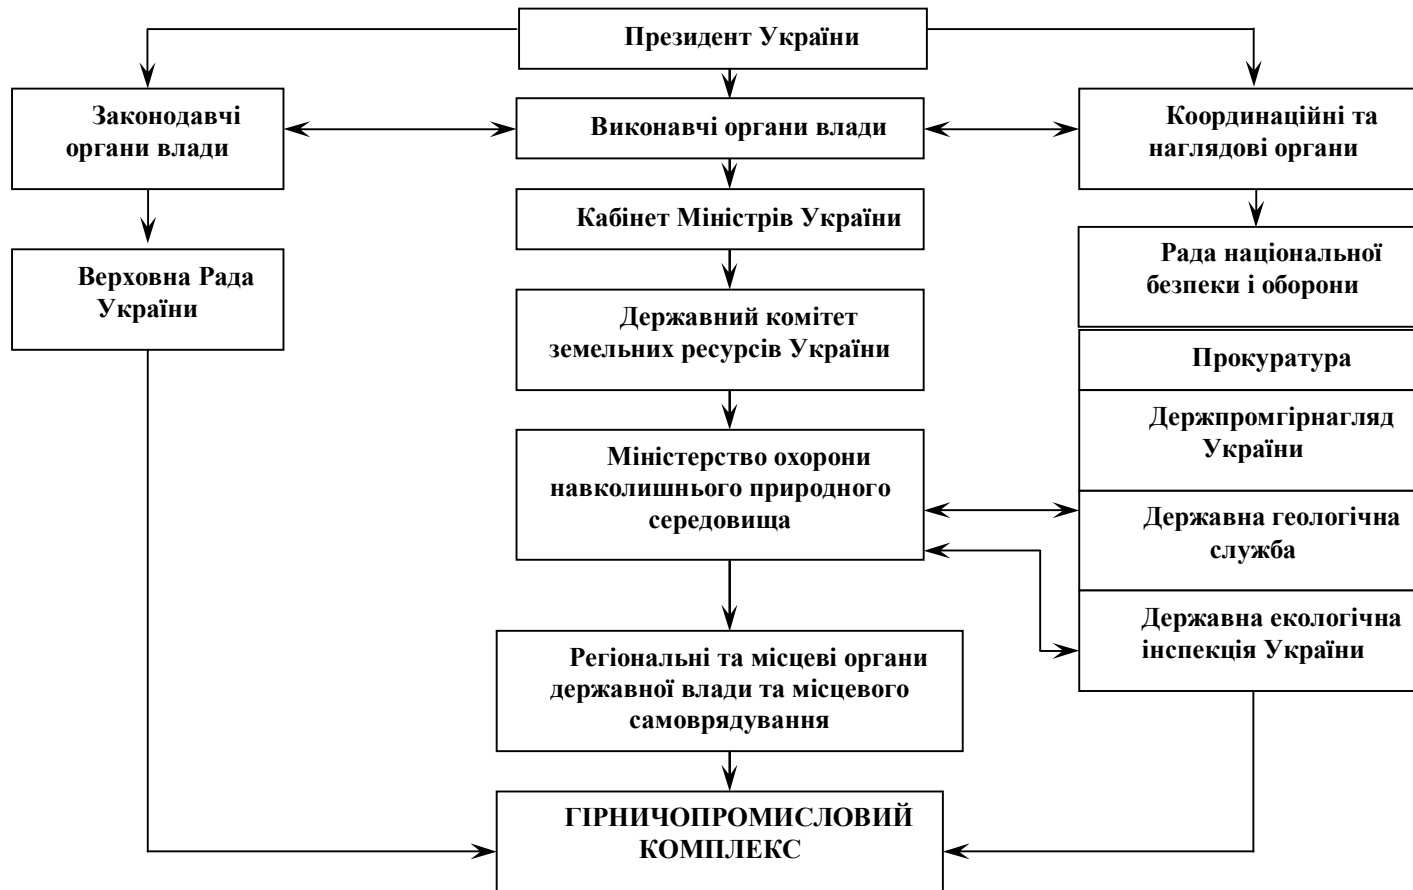 Президент України
Законодавчі
органи влади
Виконавчі органи влади
Координаційні та
наглядові органи
Кабінет Міністрів України
Верховна Рада
України
Рада національної
безпеки і оборони
Державний комітет
земельних ресурсів України
Прокуратура
Держпромгірнагляд
України
Міністерство охорони
навколишнього природного
середовища
Державна геологічна
служба
Державна екологічна
інспекція України
Регіональні та місцеві органи
державної влади та місцевого
самоврядування
ГІРНИЧОПРОМИСЛОВИЙ
КОМПЛЕКС